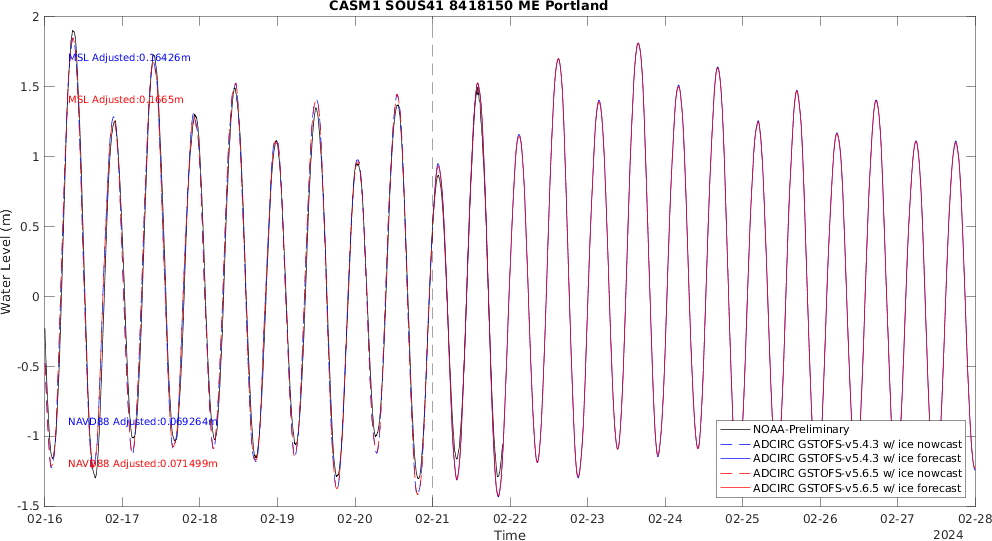 CASM1 SOUS41 8418150 ME Portland
2
1.5
1
0.5
0
-0.5
-1
-1.5
Water Level (m)
MSL Adjusted:0.16426m
MSL Adjusted:0.1665m
NAVD88 Adjusted:0.069264m
NAVD88 Adjusted:0.071499m
NOAA-Preliminary
ADCIRC GSTOFS-v5.4.3 w/ ice nowcast
ADCIRC GSTOFS-v5.4.3 w/ ice forecast
ADCIRC GSTOFS-v5.6.5 w/ ice nowcast
ADCIRC GSTOFS-v5.6.5 w/ ice forecast
02-16 02-17 02-18 02-19 02-20 02-21 02-22 02-23 02-24 02-25 02-26 02-27 02-28
Time
2024